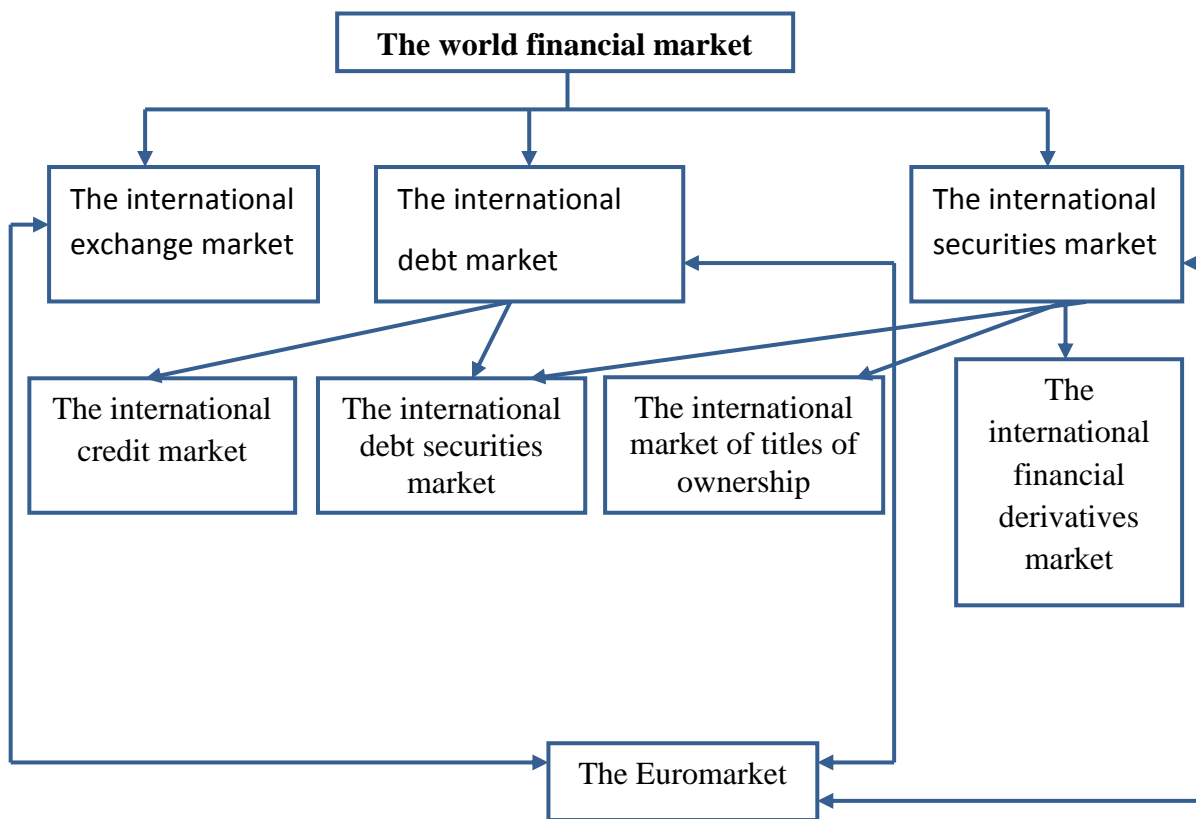 The world financial market
The international
exchange market
The international
debt market
The international
securities market
The international
credit market
The international
debt securities
market
The international
market of titles of
ownership
The
international
financial
derivatives
market
The Euromarket